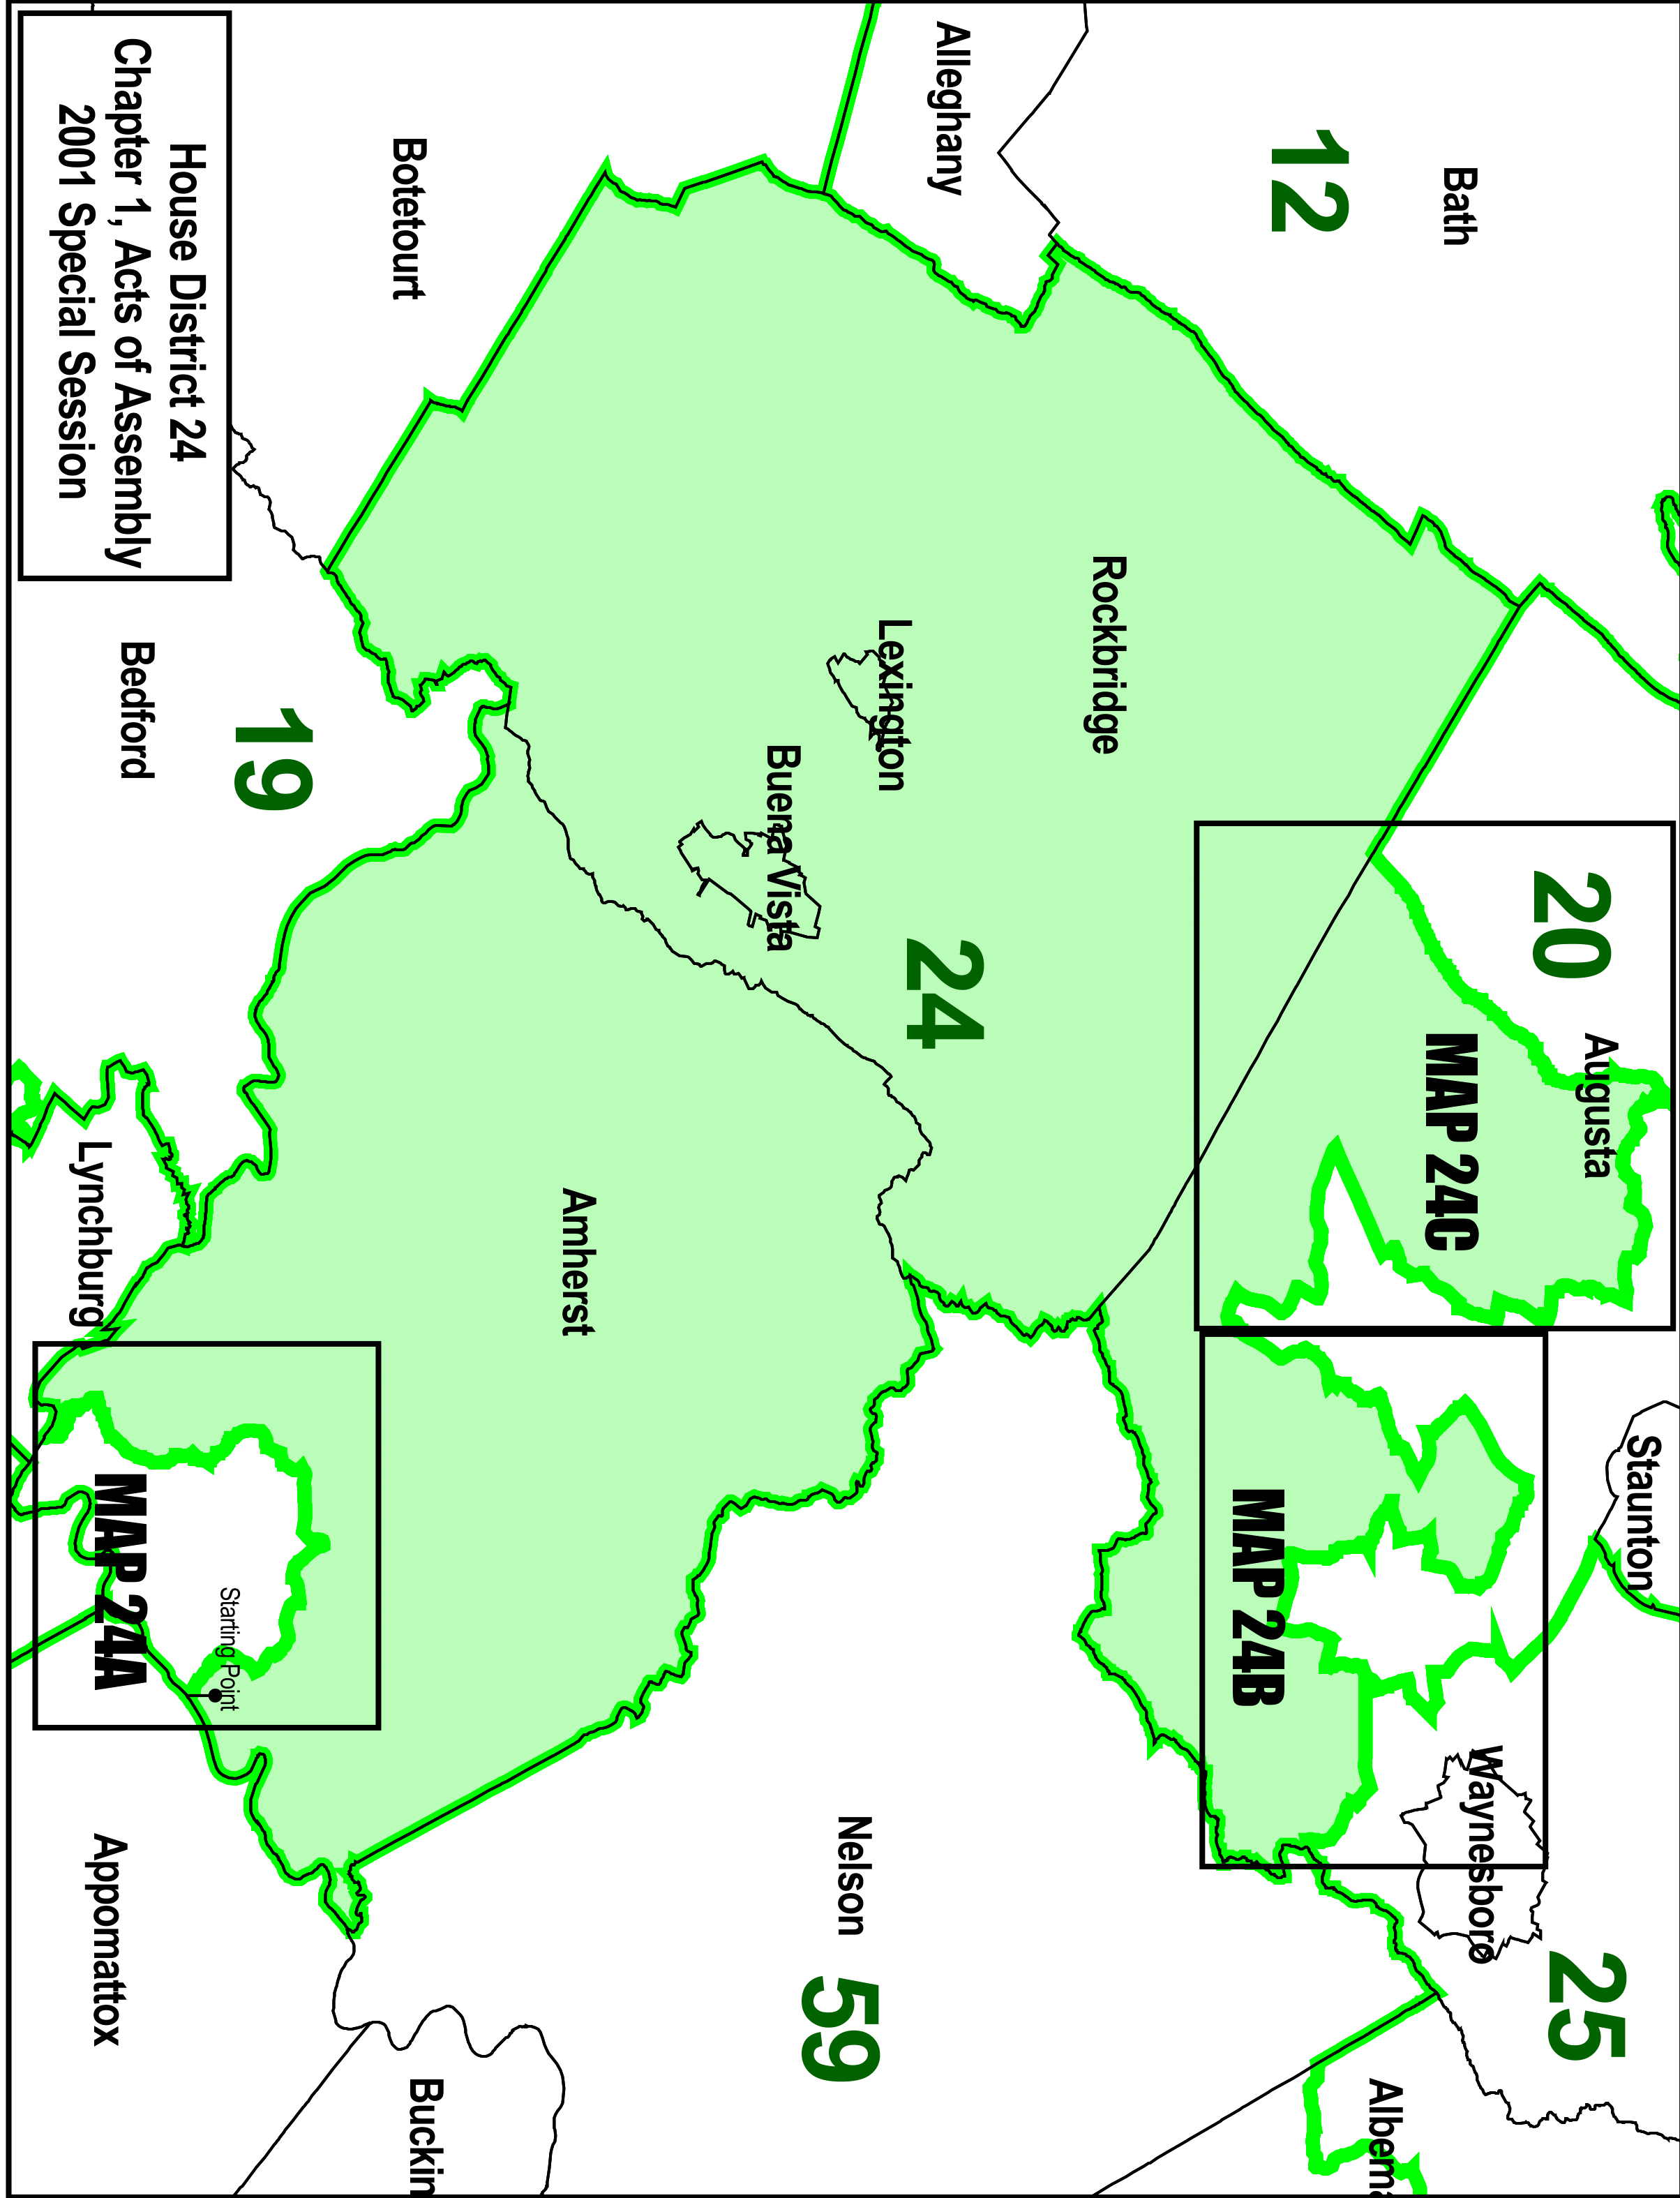 Staunton
Augusta
25
20
Waynesboro
Bath
MAP 24C
Albema
12
MAP 24B
Rockbridge
Alleghany
24
Lexington
Nelson
59
Buena Vista
Amherst
Buckin
Botetourt
19
Starting Point
House District 24
Chapter 1, Acts of Assembly
2001 Special Session
Bedford
MAP 24A
Appomattox
Lynchburg